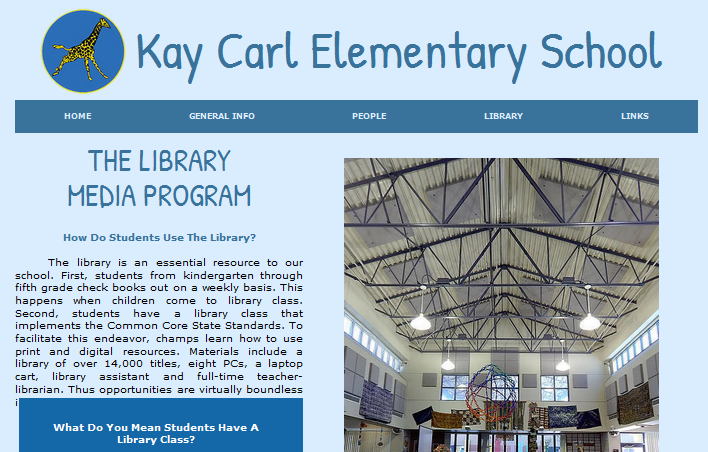 Kay Carl Elementary School
HOME GENERAL INFO PEOPLE LIBRARY LINKS
THE LIBRARY
MEDIA PROGRAM
How Do Students Use The Library?
The library is an essential resource to our
school. First, students from kindergarten through
fifth grade check books out on a weekly basis. This
happens when children come to library class.
Second, students have a library class that
implements the Common Core State Standards. To
facilitate this endeavor, champs learn how to use
print and digital resources. Materials include a
library of over 14,000 titles, eight PCs, a laptop
cart, library assistant and full-time teacher-
librarian. Thus opportunities are virtually boundless
What Do You Mean Students Have A
Library Class?